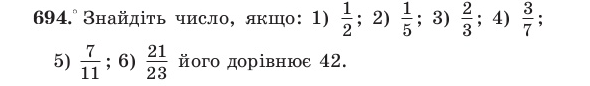 694.° Знайдіть число, якщо: 1) 1/2; 2) 1/5; 3) 2/3; 4) 3/7;
5) 7/11; 6) 21/23 його дорівнює 42.